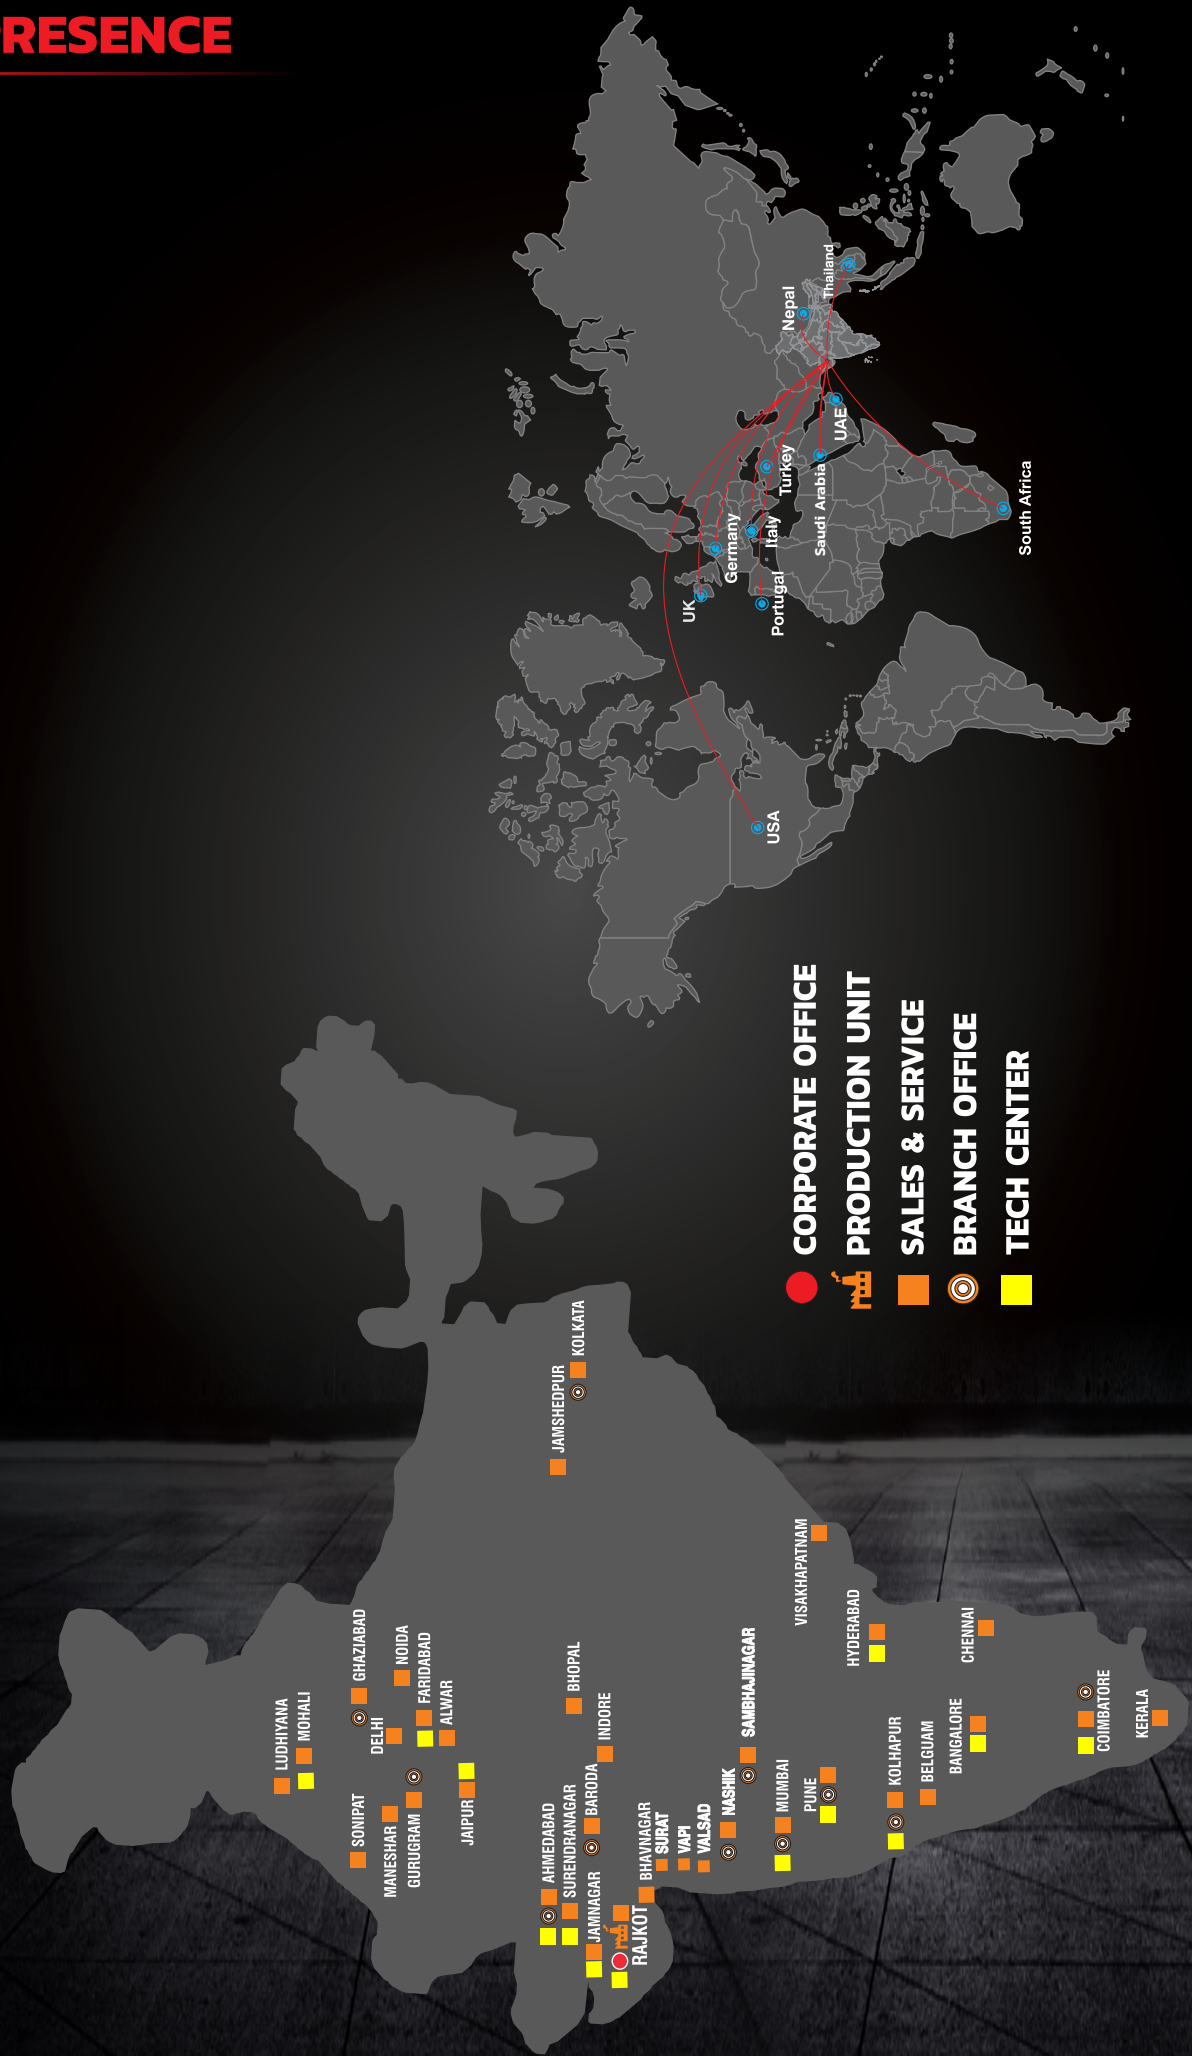 RESENCE
Thailand
Nepal
UAE
Turkey
Saudi Arabia
South Africa
Germany
Italy
UK
Portugal
USA
CORPORATE OFFICE
PRODUCTION UNIT
SALES & SERVICE
BRANCH OFFICE
TECH CENTER
LUDHIYANA
MOHALI
GHAZIABAD
DELHI
NOIDA
FARIDABAD
ALWAR
SONIPAT
MANESHAR
GURUGRAM
JAIPUR
JAMSHEDPUR
KOLKATA
BHOPAL
INDORE
AHMEDABAD
SURENDRANAGAR
BARODA
JAMNAGAR
RAJKOT
BHAVNAGAR
SURAT
VAPI
VALSAD
NASHIK
SAMBHAJINAGAR
MUMBAI
PUNE
VISAKHAPATNAM
HYDERABAD
KOLHAPUR
BELGUAM
BANGALORE
CHENNAI
COIMBATORE
KERALA